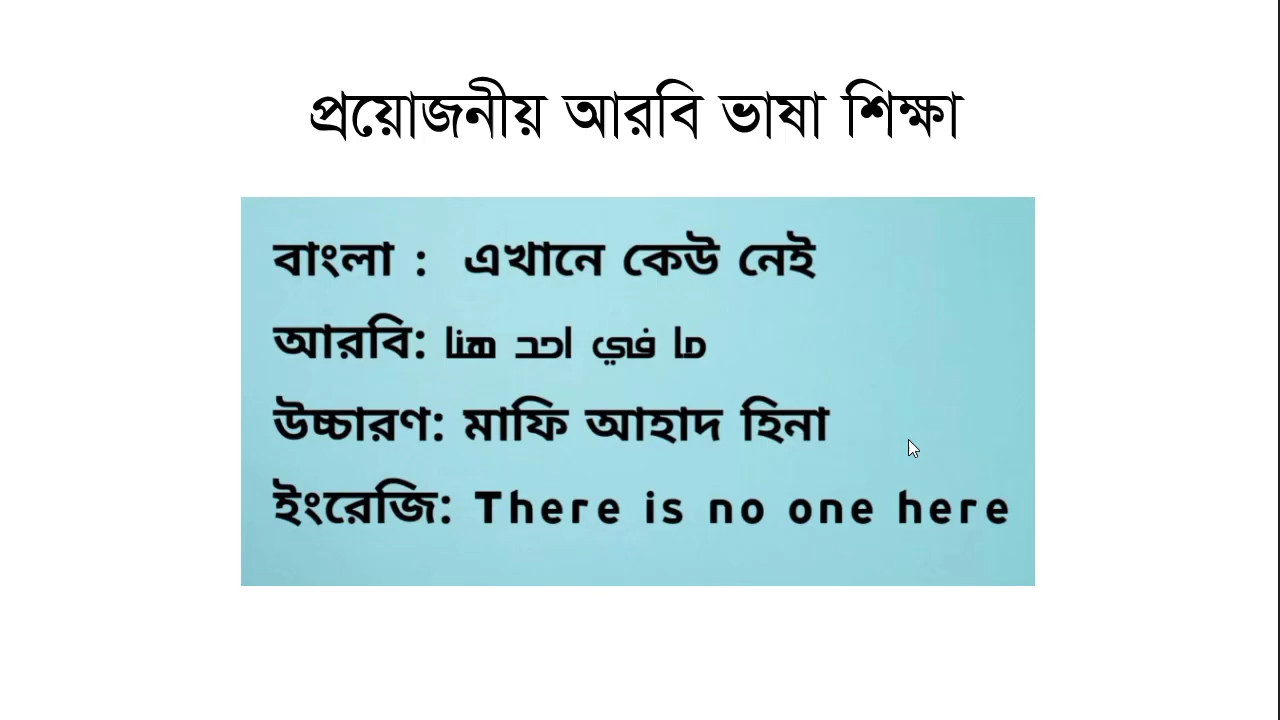 প্রয়োজনীয় আরবি ভাষা শিক্ষা
বাংলা : এখানে কেউ নেই
আরবি: ما في احد هنا
উচ্চারণ: মাফি আহাদ হিনা
ইংরেজি: There is no one here